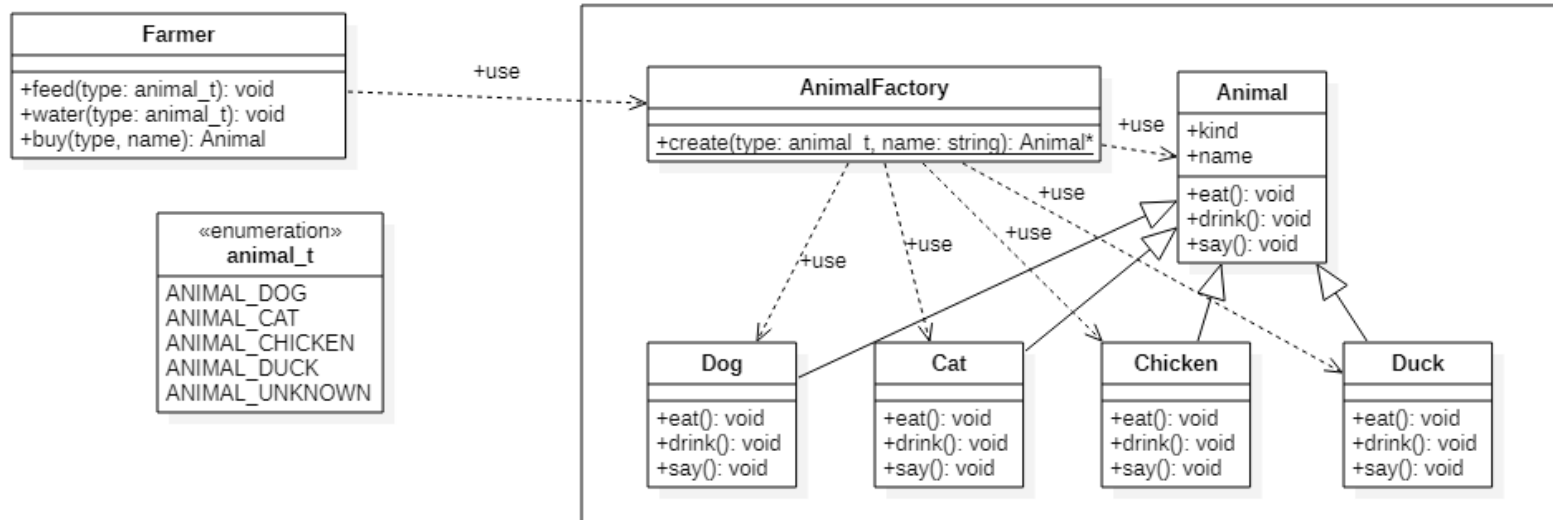 Farmer
+feed(type: animal_t): void
+water(type: animal_t): void
+buy(type, name): Animal
+use
AnimalFactory
+create(type: animal_t, name: string): Animal*
+use
Animal
+kind
+name
+eat(): void
+drink(): void
+say(): void
«enumeration»
animal_t
ANIMAL_DOG
ANIMAL_CAT
ANIMAL_CHICKEN
ANIMAL_DUCK
ANIMAL_UNKNOWN
+use
+use
+use
+use
Dog
+eat(): void
+drink(): void
+say(): void
Cat
+eat(): void
+drink(): void
+say(): void
Chicken
+eat(): void
+drink(): void
+say(): void
Duck
+eat(): void
+drink(): void
+say(): void